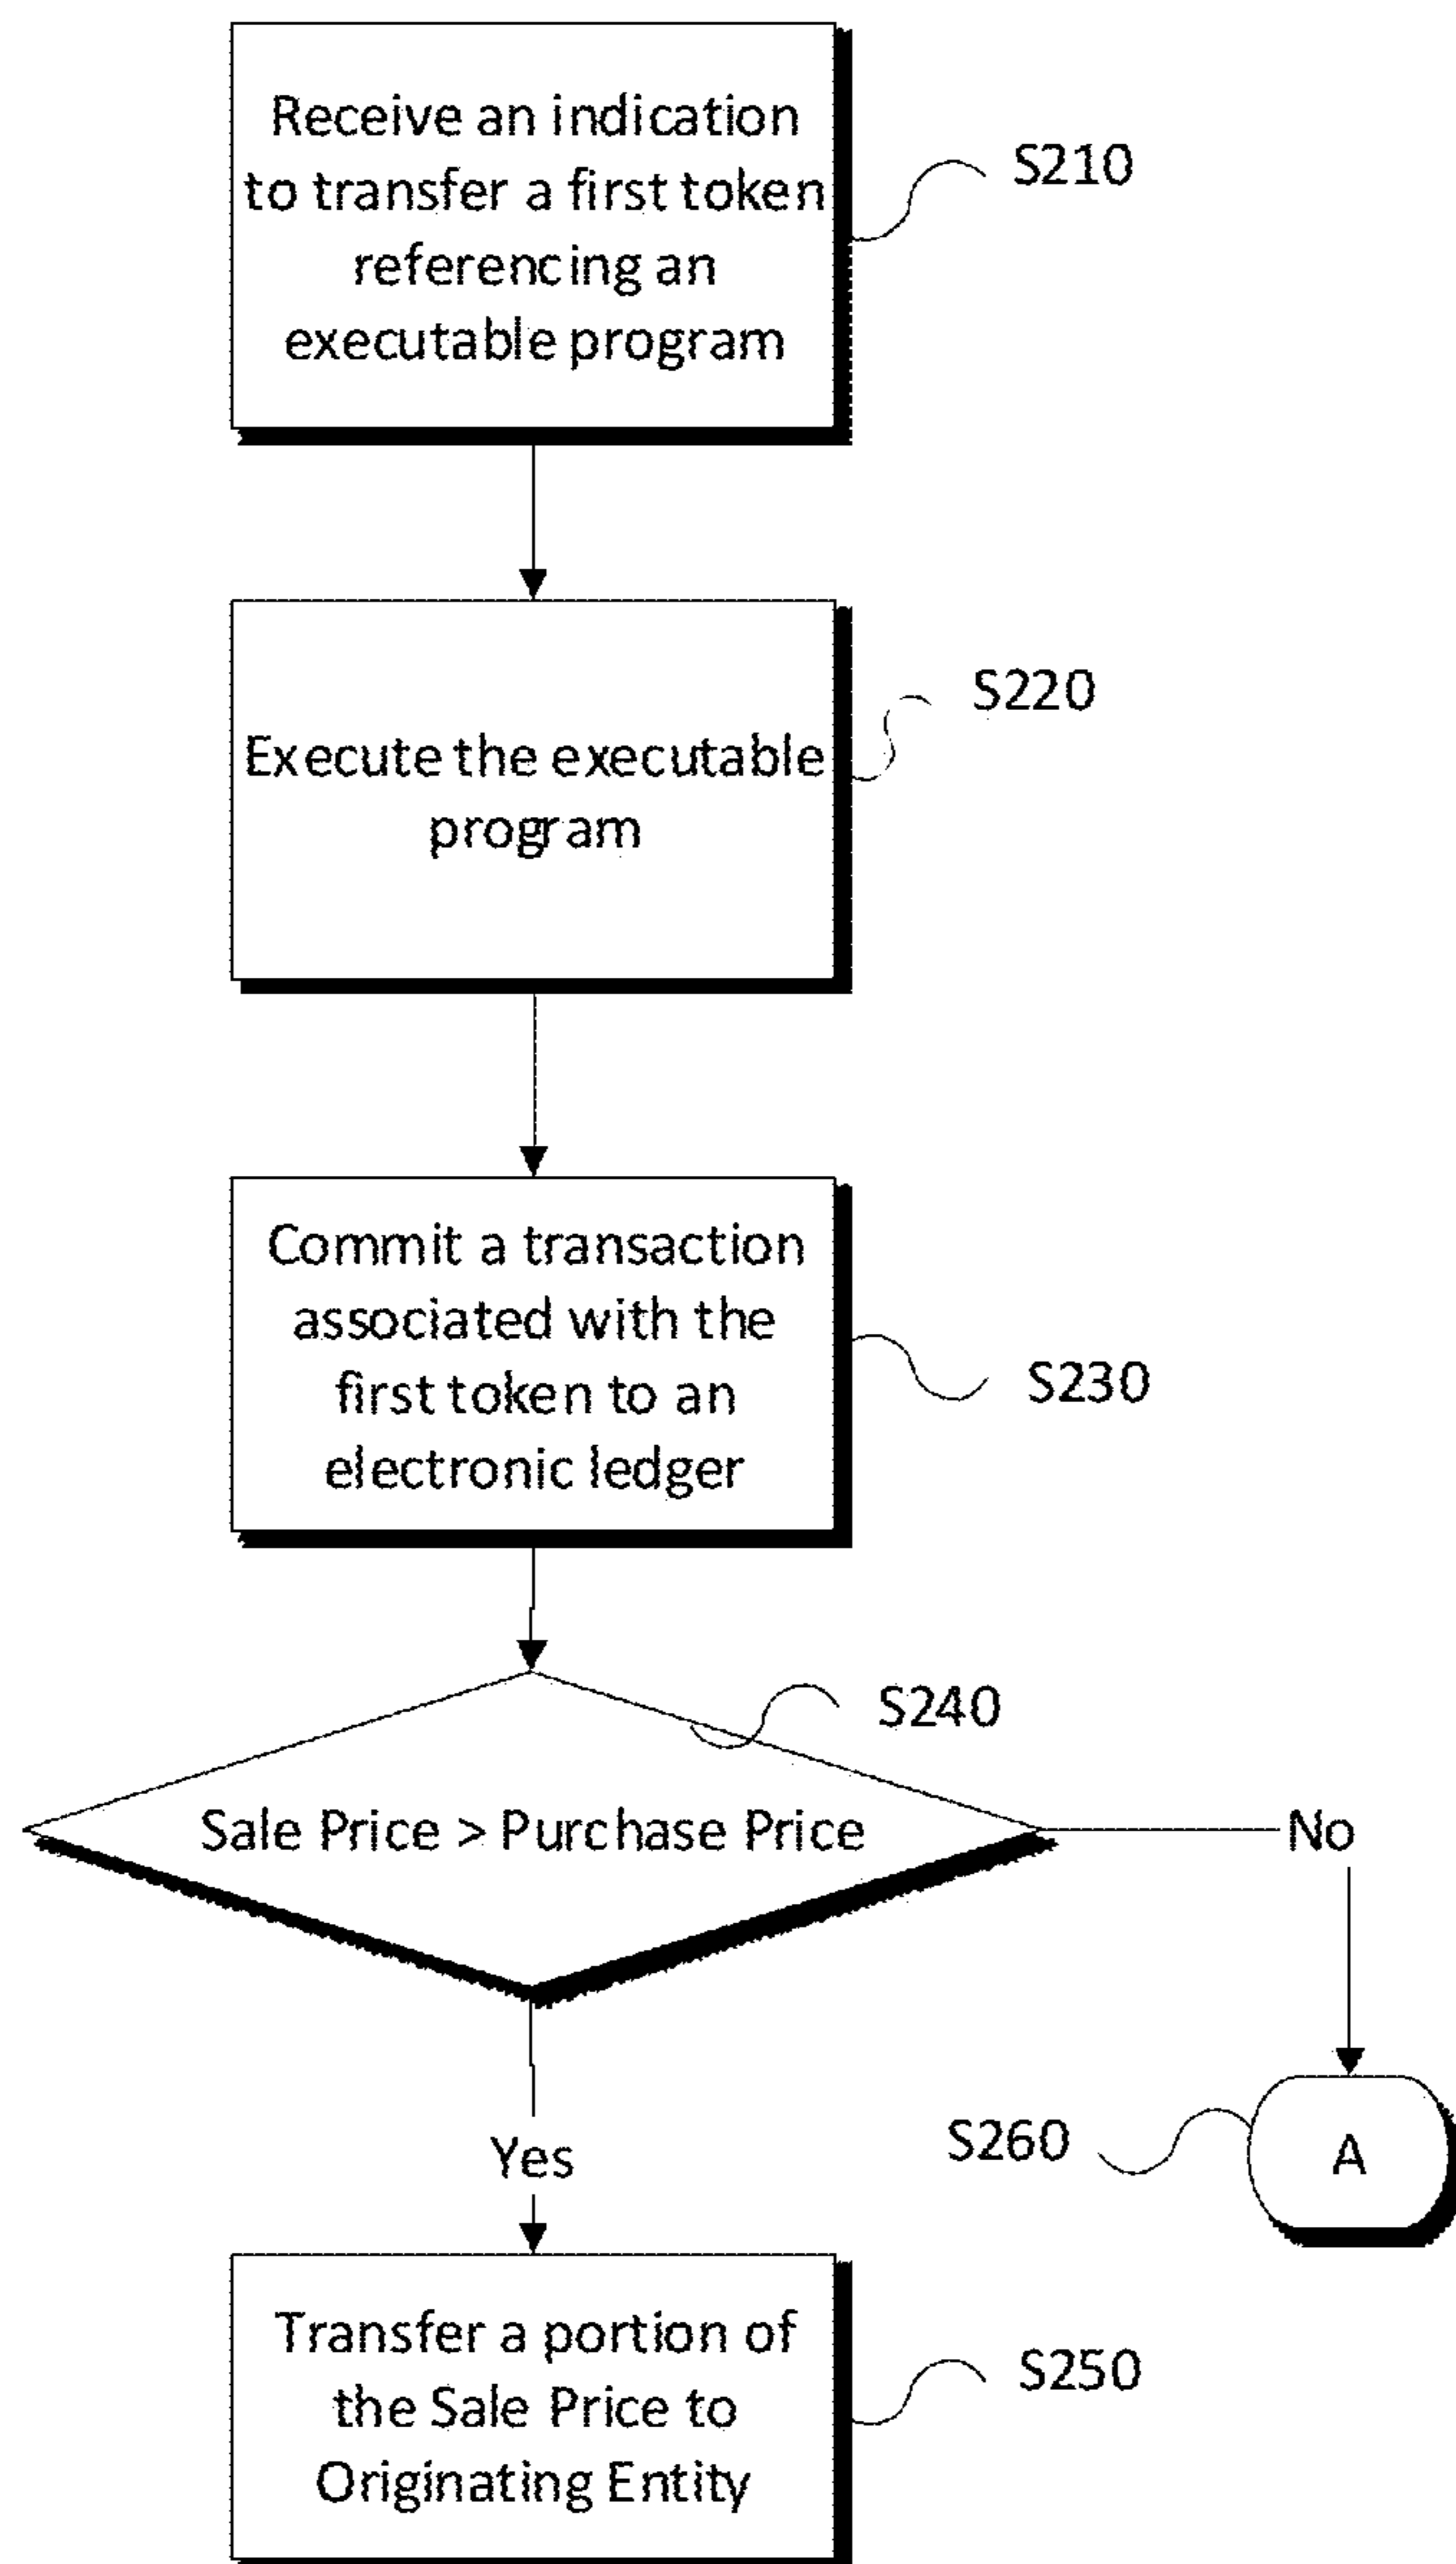 Receive an indication
to transfer a first token
referencing an
executable program
S210
Execute the executable
program
S220
Commit a transaction
associated with the
first token to an
electronic ledger
S230
S240
Sale Price > Purchase Price
No
Yes
S260
A
Transfer a portion of
the Sale Price to
Originating Entity
S250